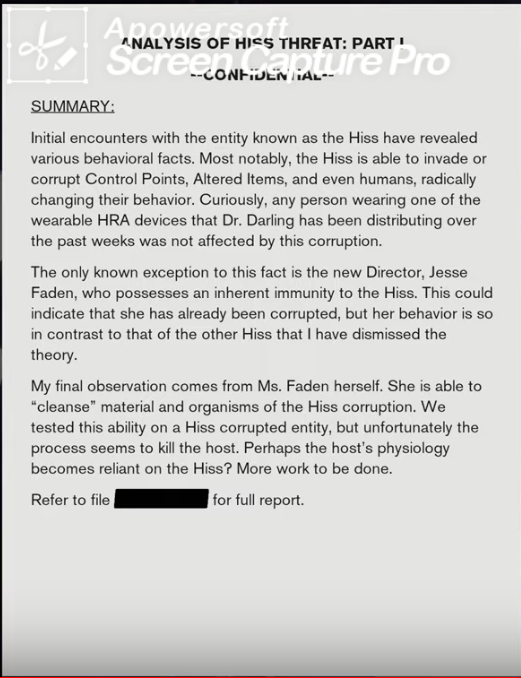 Apowersoft
Screen Capture Pro
ANALYSIS OF HISS THREAT: PART I
--CONFIDENTIAL--
SUMMARY:
Initial encounters with the entity known as the Hiss have revealed
various behavioral facts. Most notably, the Hiss is able to invade or
corrupt Control Points, Altered Items, and even humans, radically
changing their behavior. Curiously, any person wearing one of the
wearable HRA devices that Dr. Darling has been distributing over
the past weeks was not affected by this corruption.
The only known exception to this fact is the new Director, Jesse
Faden, who possesses an inherent immunity to the Hiss. This could
indicate that she has already been corrupted, but her behavior is so
in contrast to that of the other Hiss that I have dismissed the
theory.
My final observation comes from Ms. Faden herself. She is able to
“cleanse” material and organisms of the Hiss corruption. We
tested this ability on a Hiss corrupted entity, but unfortunately the
process seems to kill the host. Perhaps the host’s physiology
becomes reliant on the Hiss? More work to be done.
Refer to file for full report.